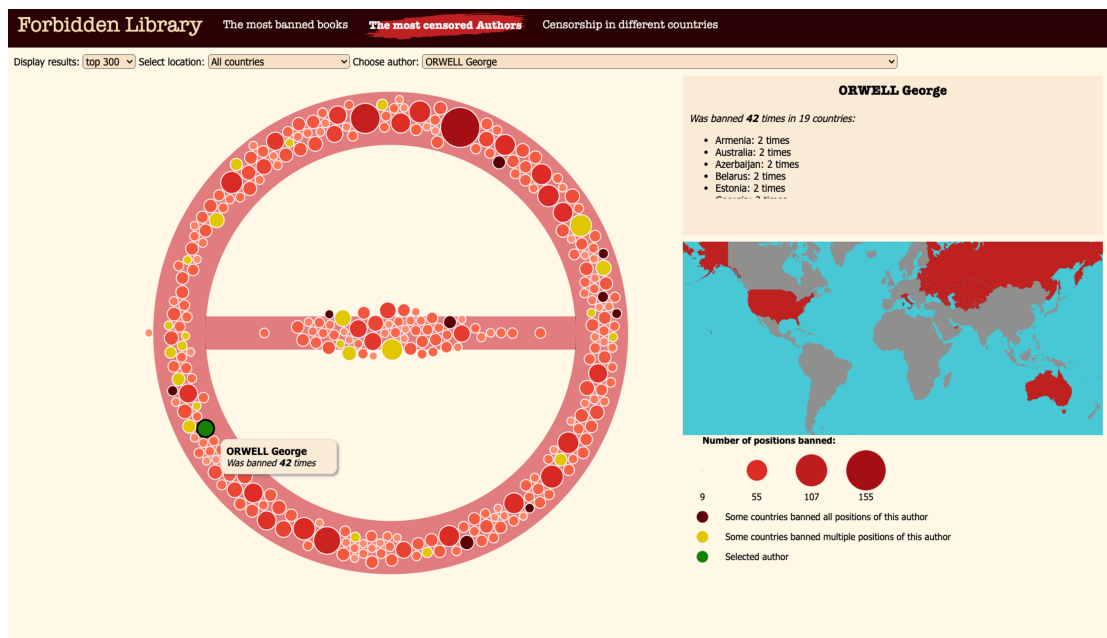 Forbidden Library The most banned books The most censored Authors Censorship in different countries
Display results: top 300 Select location: All countries Choose author: ORWELL George
ORWELL George
Was banned 42 times in 19 countries:
Armenia: 2 times
Australia: 2 times
Azerbaijan: 2 times
Belarus: 2 times
Estonia: 2 times
ORWELL George
Was banned 42 times
Number of positions banned:
9 55 107 155
Some countries banned all positions of this author
Some countries banned multiple positions of this author
Selected author